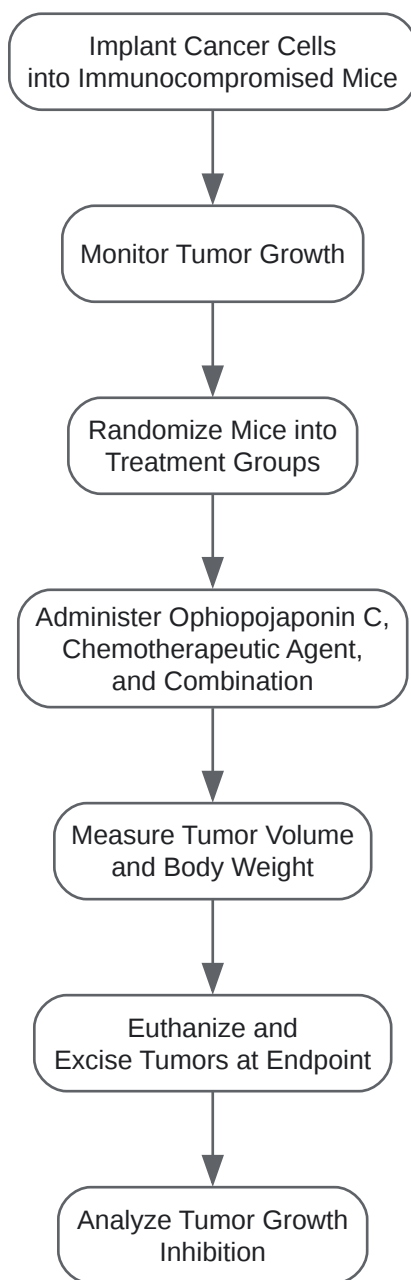 Implant Cancer Cells
into Immunocompromised Mice
Monitor Tumor Growth
Randomize Mice into
Treatment Groups
Administer Ophiopojaponin C,
Chemotherapeutic Agent,
and Combination
Measure Tumor Volume
and Body Weight
Euthanize and
Excise Tumors at Endpoint
Analyze Tumor Growth
Inhibition